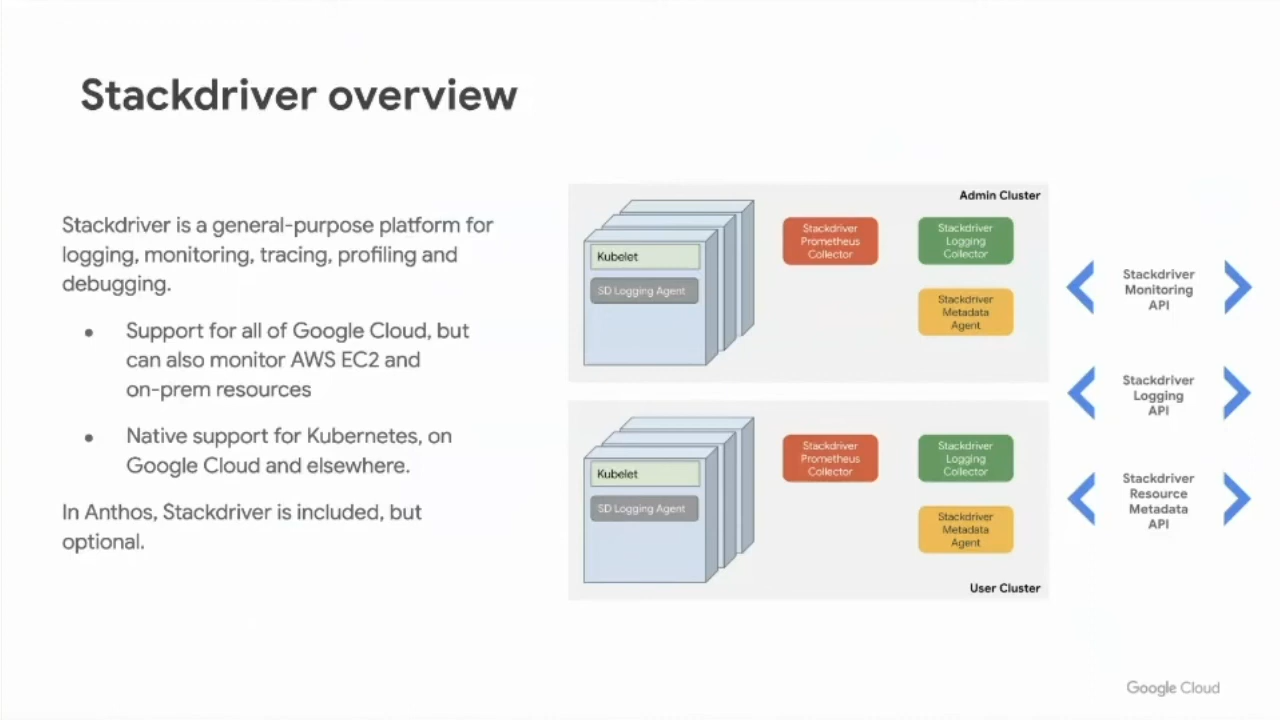 Stackdriver overview
Stackdriver is a general-purpose platform for
logging, monitoring, tracing, profiling and
debugging.
● Support for all of Google Cloud, but
can also monitor AWS EC2 and
on-prem resources
● Native support for Kubernetes, on
Google Cloud and elsewhere.
In Anthos, Stackdriver is included, but
optional.
Admin Cluster
Kubelet
SD Logging Agent
Stackdriver
Prometheus
Collector
Stackdriver
Logging
Collector
Stackdriver
Metadata
Agent
Kubelet
SD Logging Agent
Stackdriver
Prometheus
Collector
Stackdriver
Logging
Collector
Stackdriver
Metadata
Agent
User Cluster
Stackdriver
Monitoring
API
Stackdriver
Logging
API
Stackdriver
Resource
Metadata
API
Google Cloud